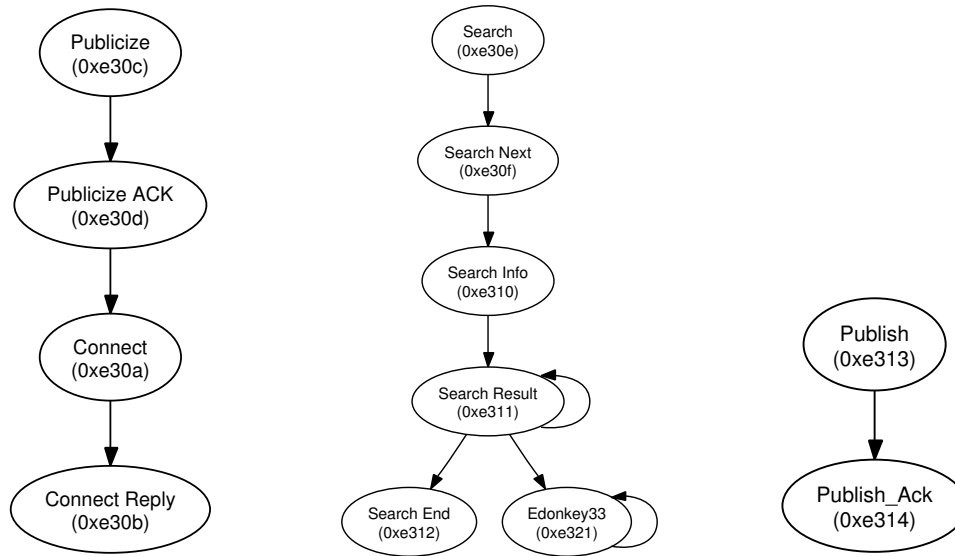 Publicize
(0xe30c)
Publicize ACK
(0xe30d)
Connect
(0xe30a)
Connect Reply
(0xe30b)
Search
(0xe30e)
Search Next
(0xe30f)
Search Info
(0xe310)
Search Result
(0xe311)
Search End
(0xe312)
Edonkey33
(0xe321)
Publish
(0xe313)
Publish_Ack
(0xe314)